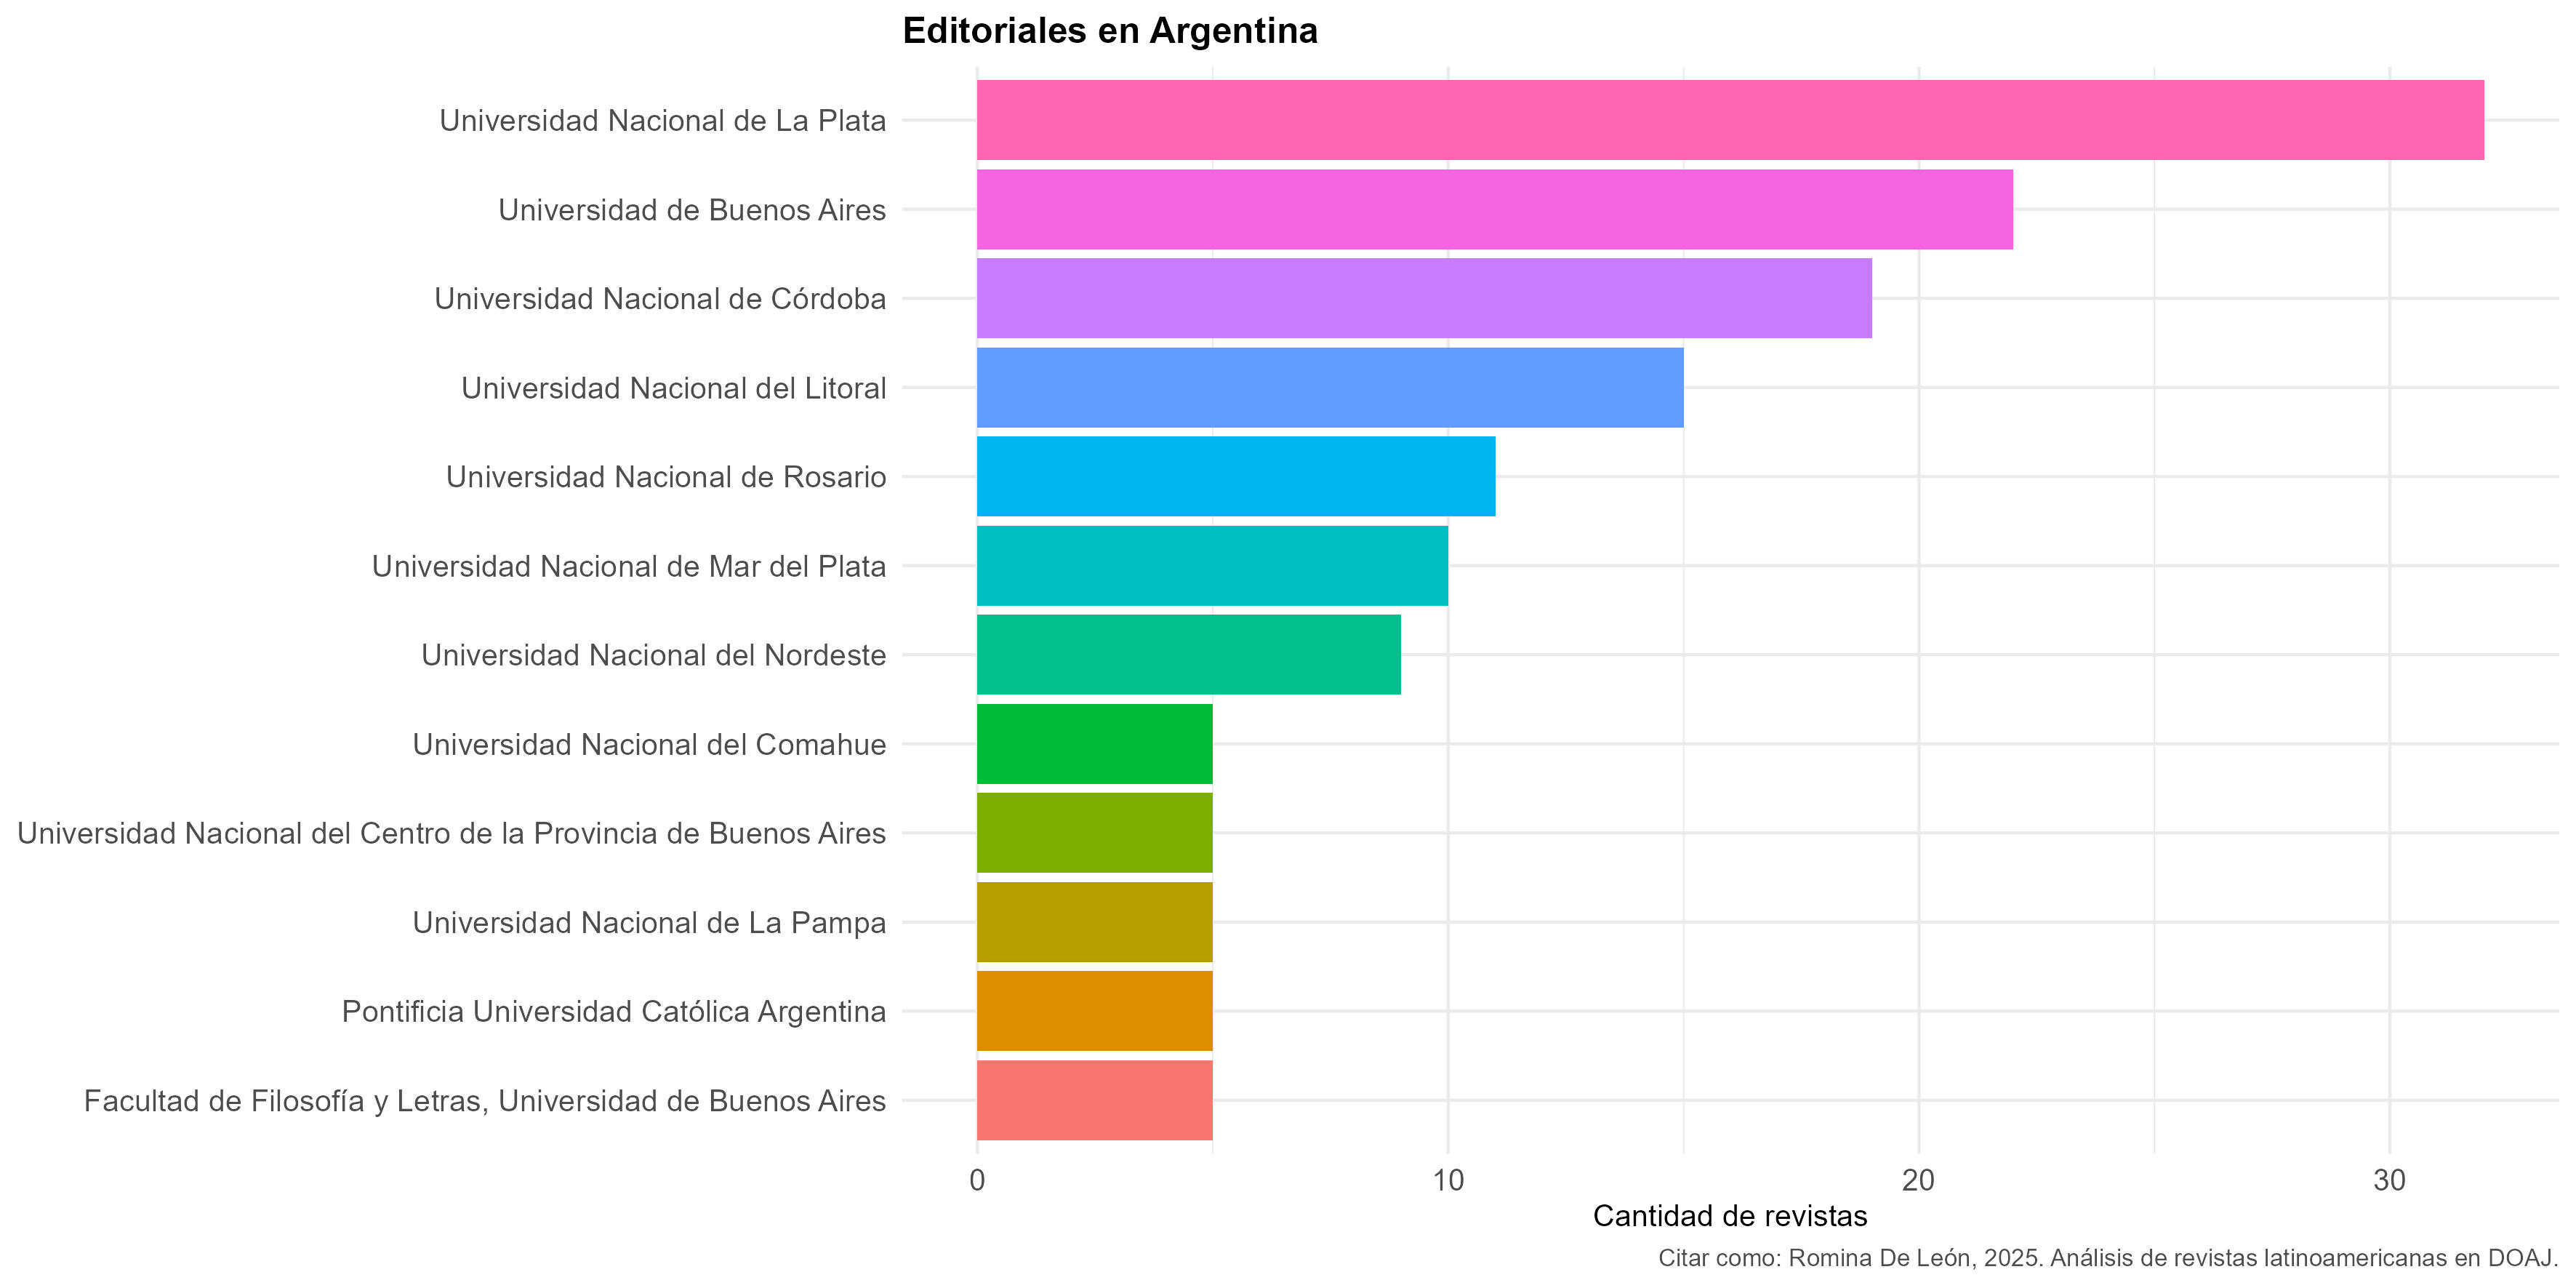 Editoriales en Argentina
Universidad Nacional de La Plata
Universidad de Buenos Aires
Universidad Nacional de Córdoba
Universidad Nacional del Litoral
Universidad Nacional de Rosario
Universidad Nacional de Mar del Plata
Universidad Nacional del Nordeste
Universidad Nacional del Comahue
Universidad Nacional del Centro de la Provincia de Buenos Aires
Universidad Nacional de La Pampa
Pontificia Universidad Católica Argentina
Facultad de Filosofía y Letras, Universidad de Buenos Aires
0 10 20 30
Cantidad de revistas
Citar como: Romina De León, 2025. Análisis de revistas latinoamericanas en DOAJ.